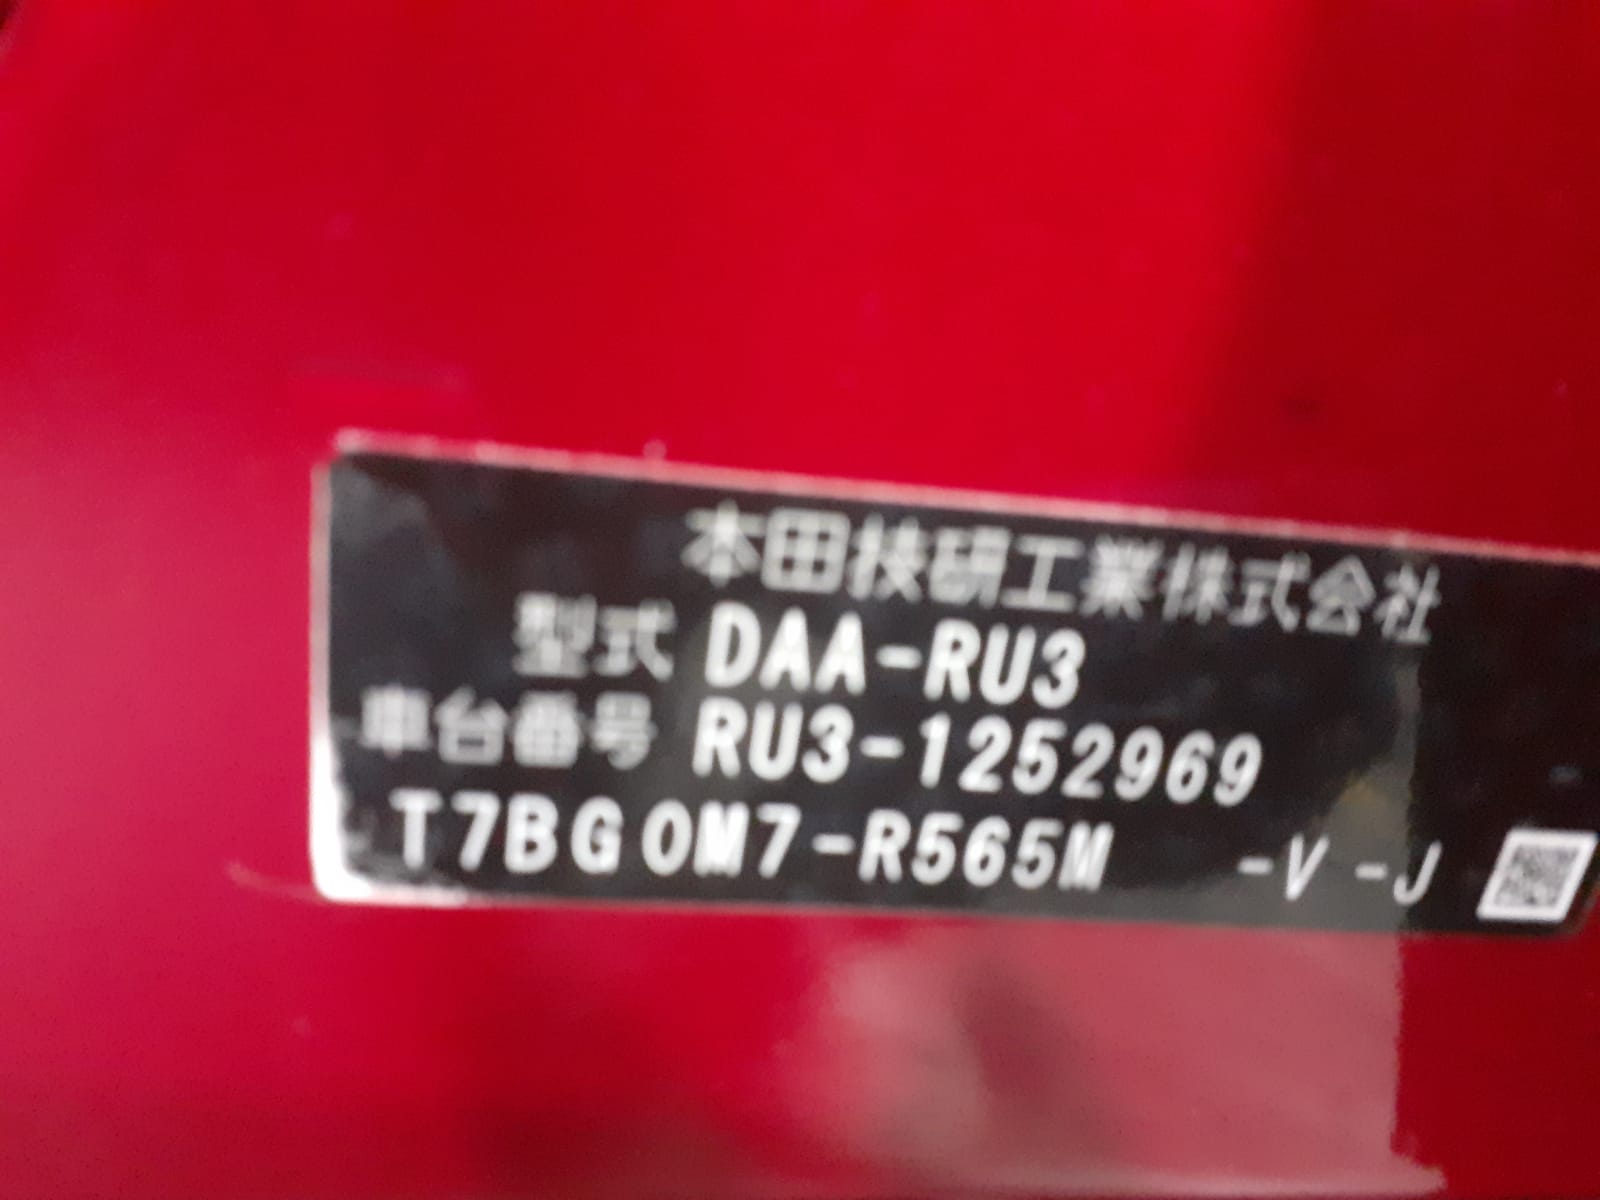 本田技研工業株式会社
型式 DAA-RU3
車台番号 RU3-1252969
T7BG0M7-R565M -V -J